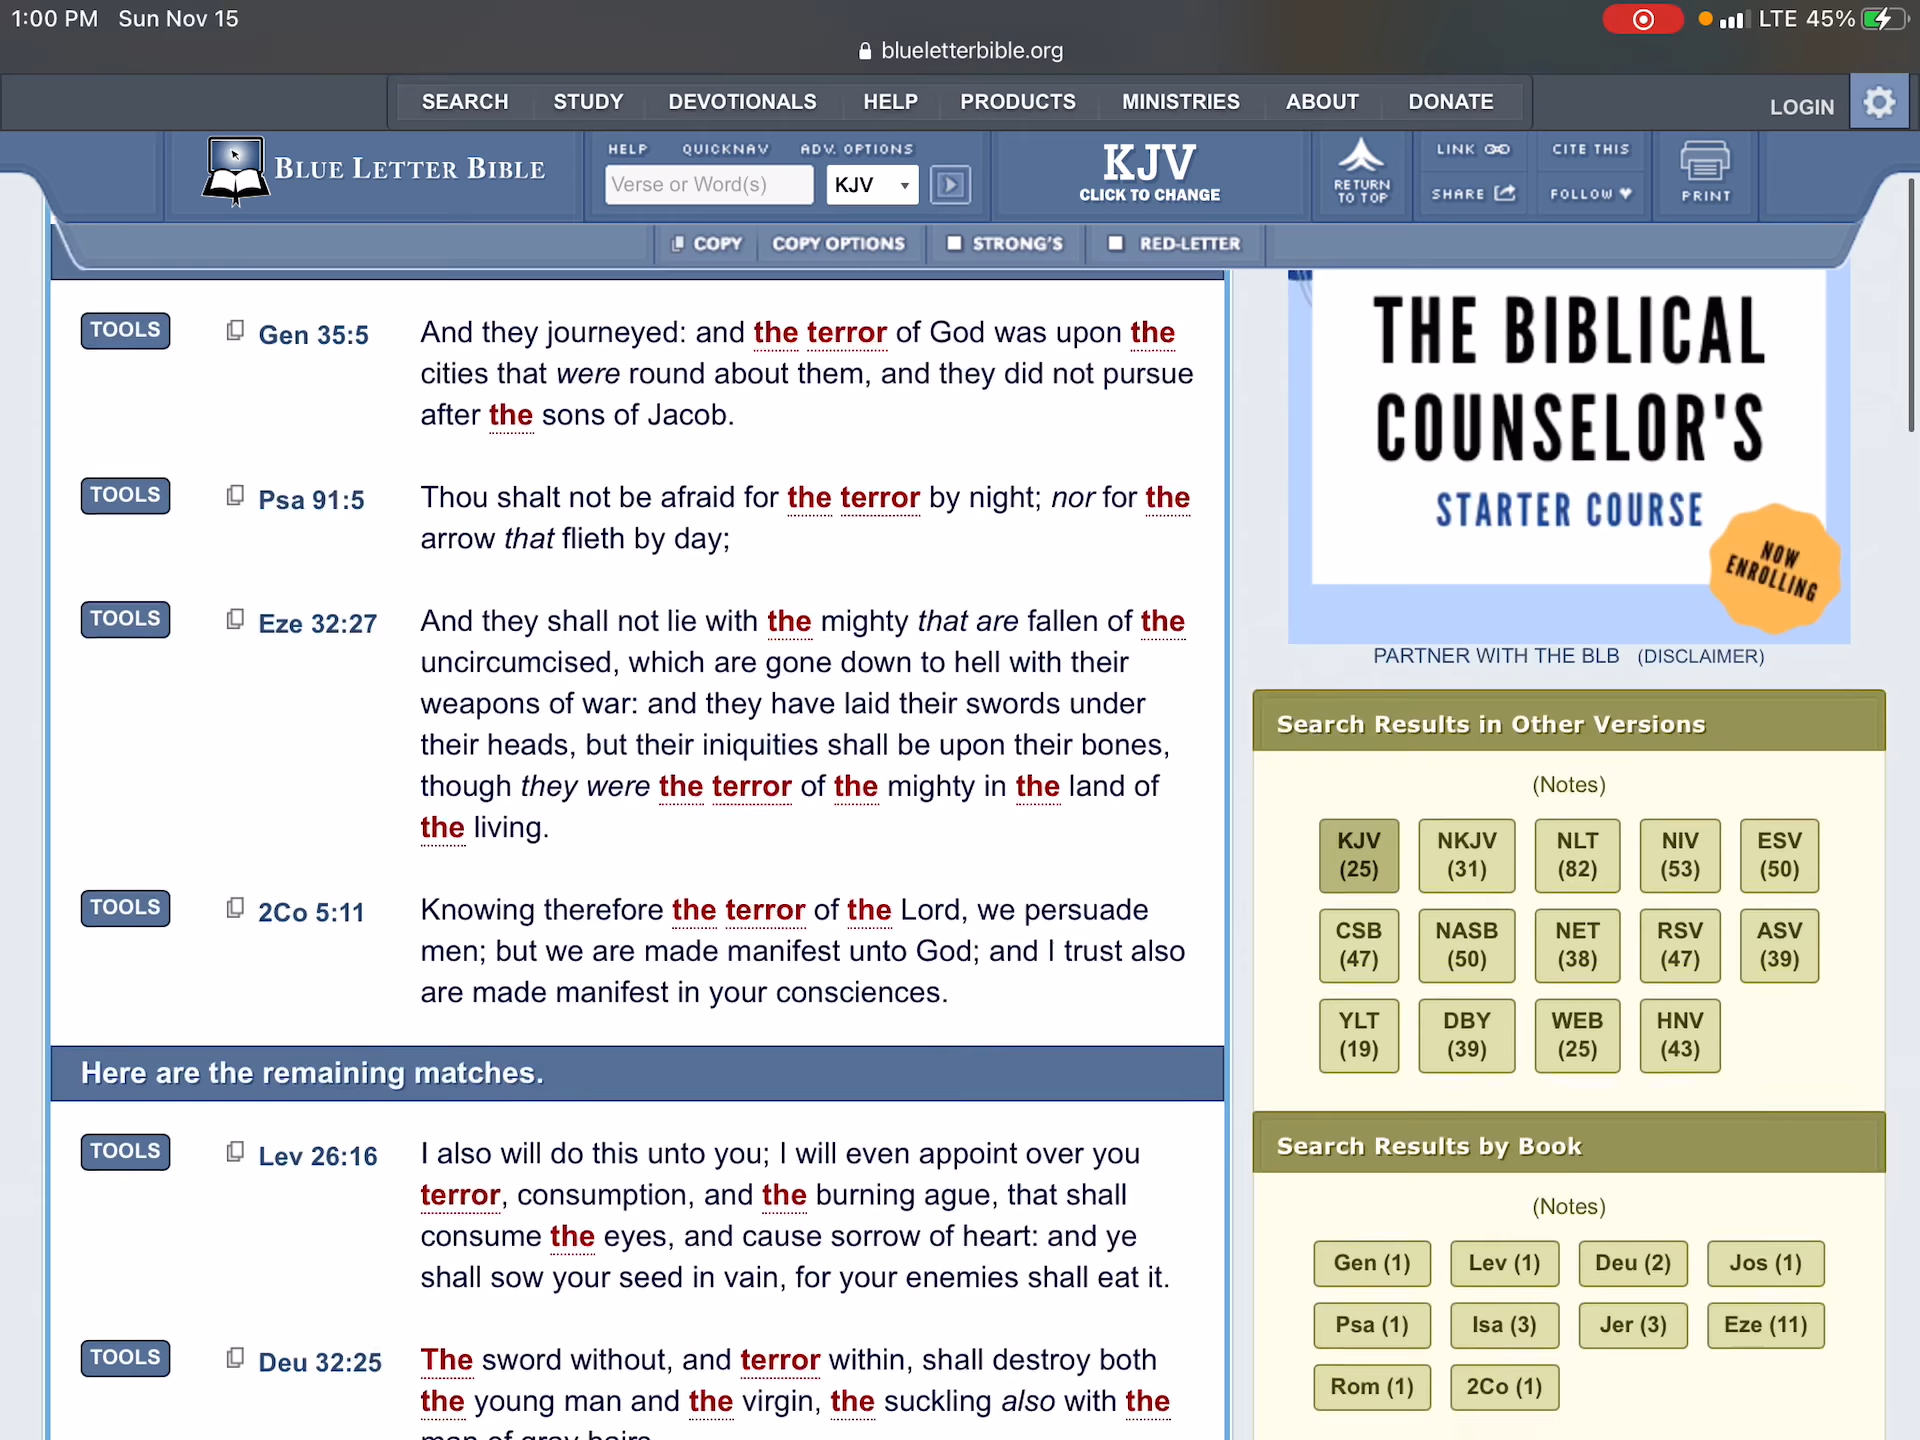 1:00 PM Sun Nov 15
LTE 45%
blueletterbible.org
SEARCH STUDY DEVOTIONALS HELP PRODUCTS MINISTRIES ABOUT DONATE
LOGIN
BLUE LETTER BIBLE
HELP QUICKNAV ADV. OPTIONS
Verse or Word(s)
KJV
KJV
CLICK TO CHANGE
RETURN
TO TOP
LINK
CITE THIS
SHARE
FOLLOW
PRINT
COPY COPY OPTIONS STRONG'S RED-LETTER
TOOLS
Gen 35:5
And they journeyed: and the terror of God was upon the
cities that were round about them, and they did not pursue
after the sons of Jacob.
TOOLS
Psa 91:5
Thou shalt not be afraid for the terror by night; nor for the
arrow that flieth by day;
TOOLS
Eze 32:27
And they shall not lie with the mighty that are fallen of the
uncircumcised, which are gone down to hell with their
weapons of war: and they have laid their swords under
their heads, but their iniquities shall be upon their bones,
though they were the terror of the mighty in the land of
the living.
TOOLS
2Co 5:11
Knowing therefore the terror of the Lord, we persuade
men; but we are made manifest unto God; and I trust also
are made manifest in your consciences.
Here are the remaining matches.
TOOLS
Lev 26:16
I also will do this unto you; I will even appoint over you
terror, consumption, and the burning ague, that shall
consume the eyes, and cause sorrow of heart: and ye
shall sow your seed in vain, for your enemies shall eat it.
TOOLS
Deu 32:25
The sword without, and terror within, shall destroy both
the young man and the virgin, the suckling also with the
man of gray hairs.
THE BIBLICAL
COUNSELOR'S
STARTER COURSE
NOW
ENROLLING
PARTNER WITH THE BLB (DISCLAIMER)
Search Results in Other Versions
(Notes)
KJV NKJV NLT NIV ESV
(25) (31) (82) (53) (50)
CSB NASB NET RSV ASV
(47) (50) (38) (47) (39)
YLT DBY WEB HNV
(19) (39) (25) (43)
Search Results by Book
(Notes)
Gen (1) Lev (1) Deu (2) Jos (1)
Psa (1) Isa (3) Jer (3) Eze (11)
Rom (1) 2Co (1)